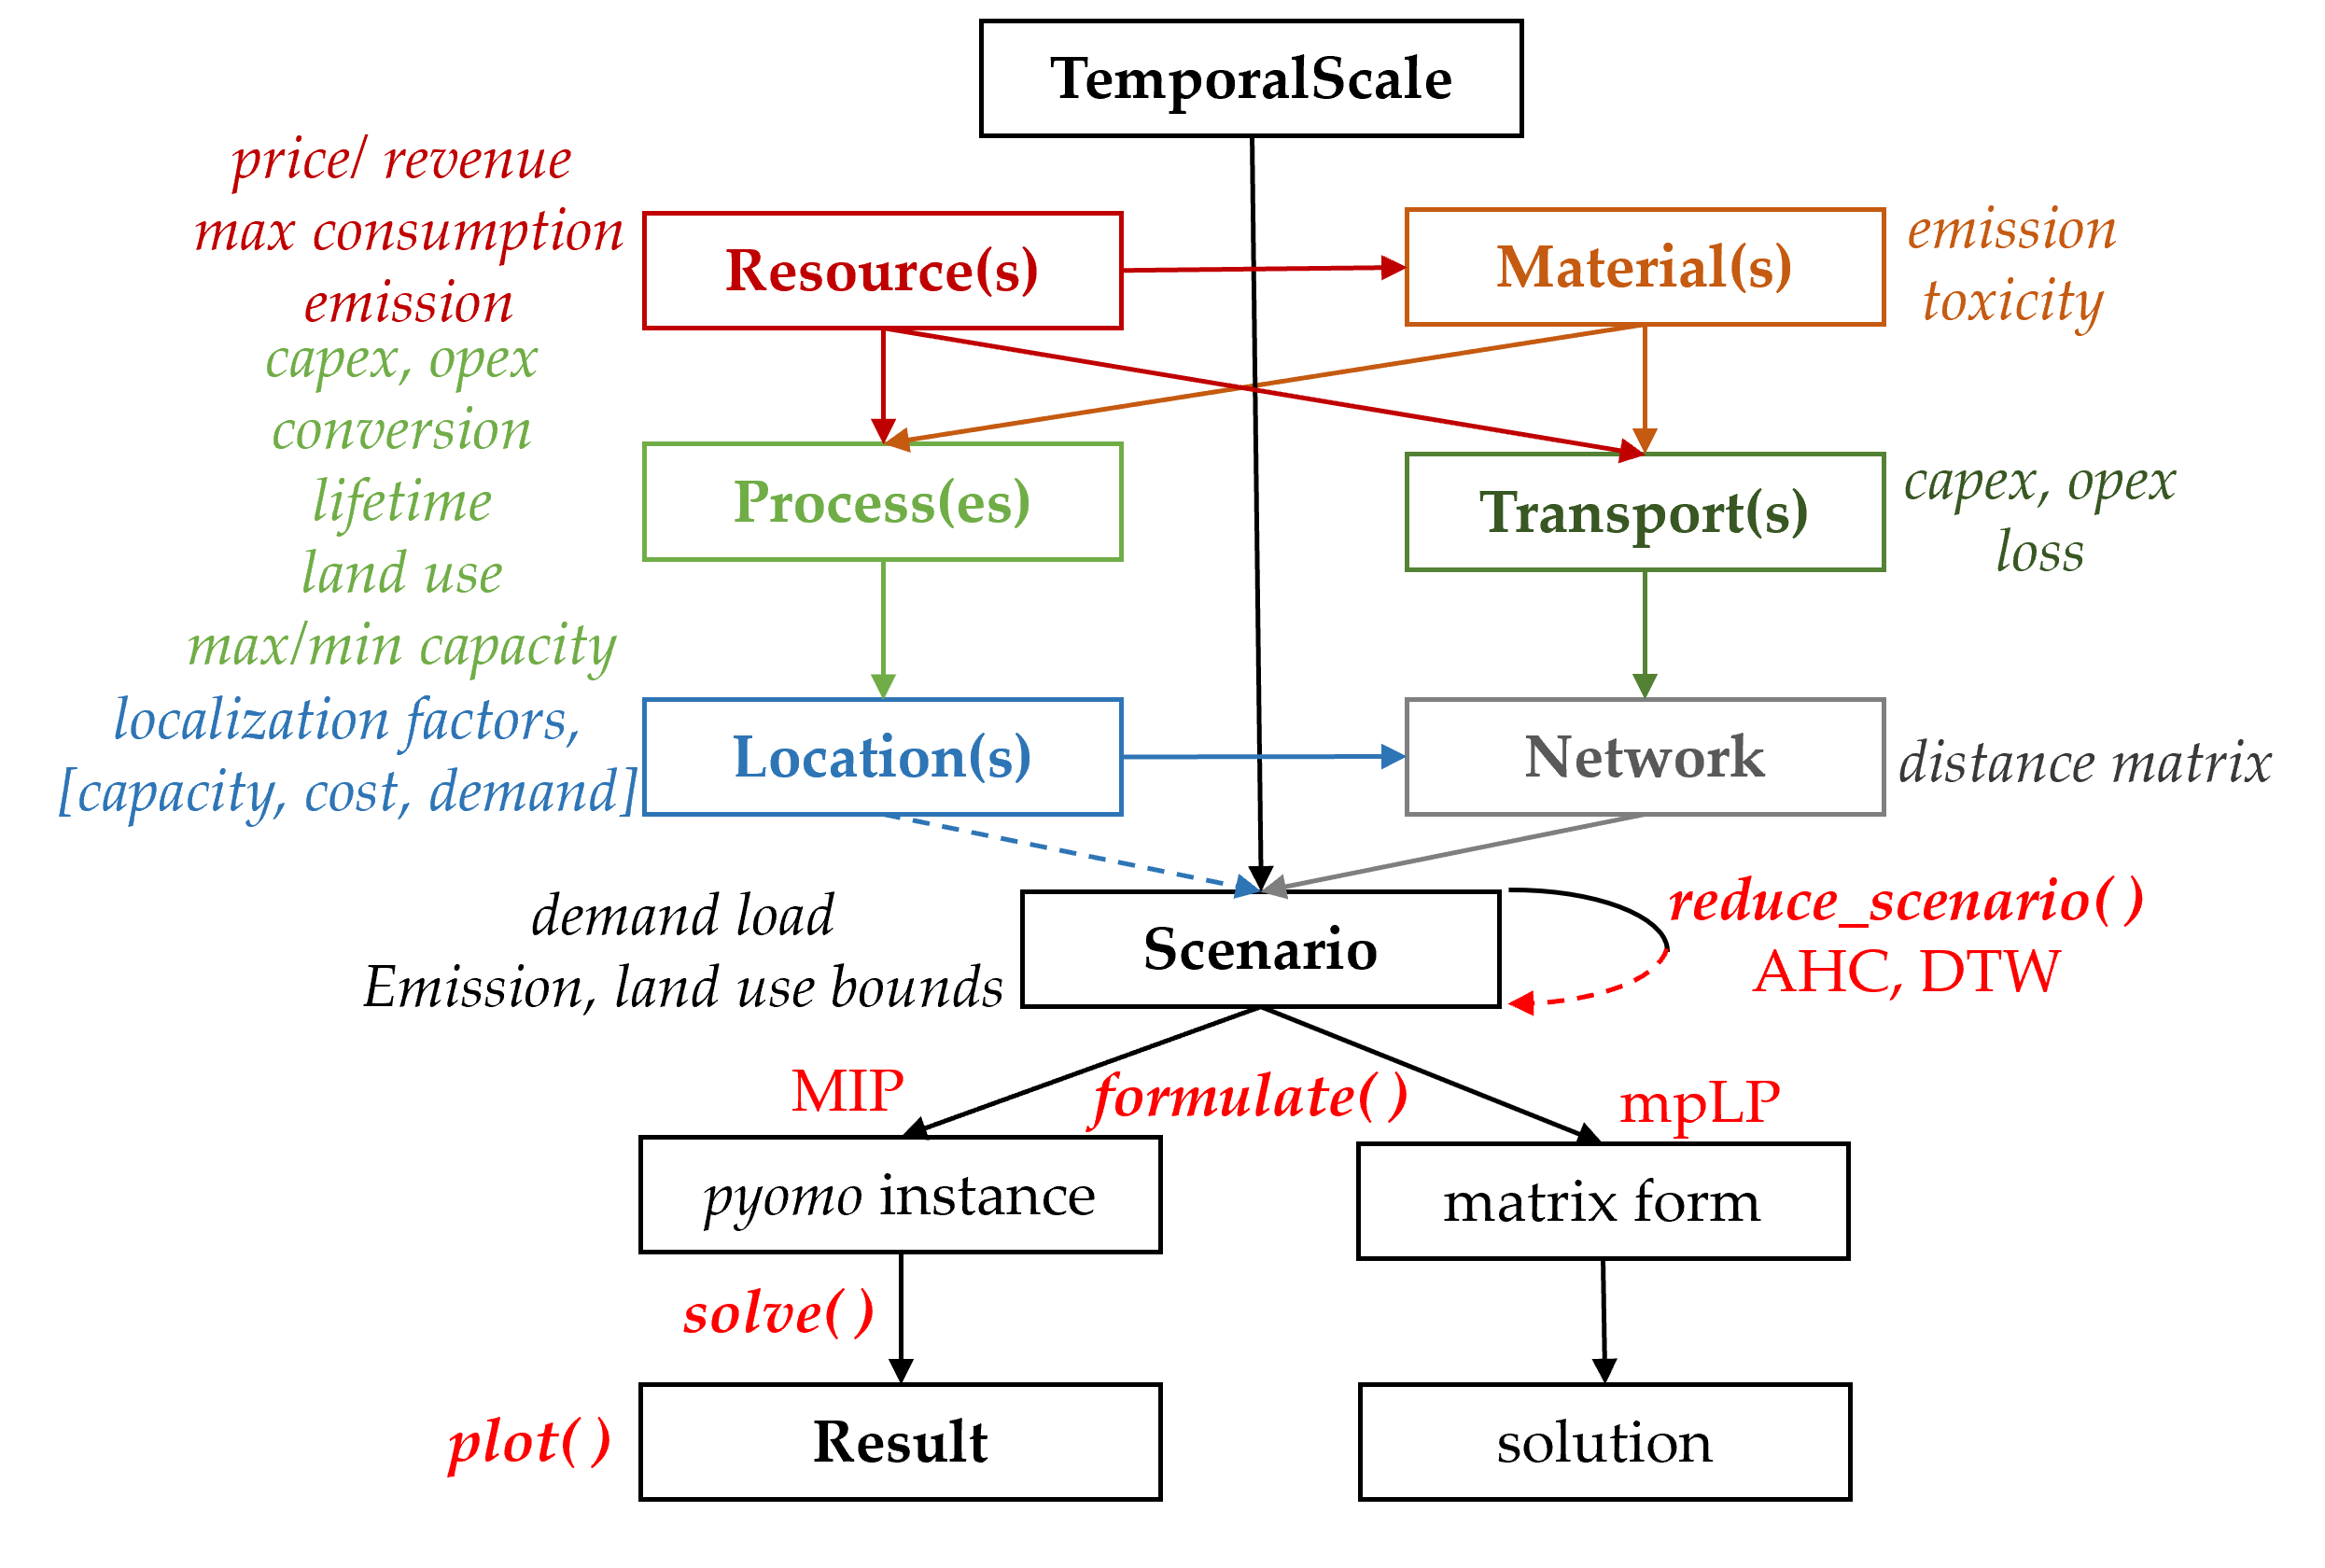 TemporalScale
price/ revenue
max consumption
emission
Resource(s)
Material(s)
emission
toxicity
capex, opex
conversion
lifetime
land use
max/min capacity
Process(es)
Transport(s)
capex, opex
loss
localization factors,
[capacity, cost, demand]
Location(s)
Network
distance matrix
demand load
Emission, land use bounds
Scenario
reduce_scenario( )
AHC, DTW
MIP
formulate( )
mpLP
pyomo instance
matrix form
solve( )
plot( )
Result
solution